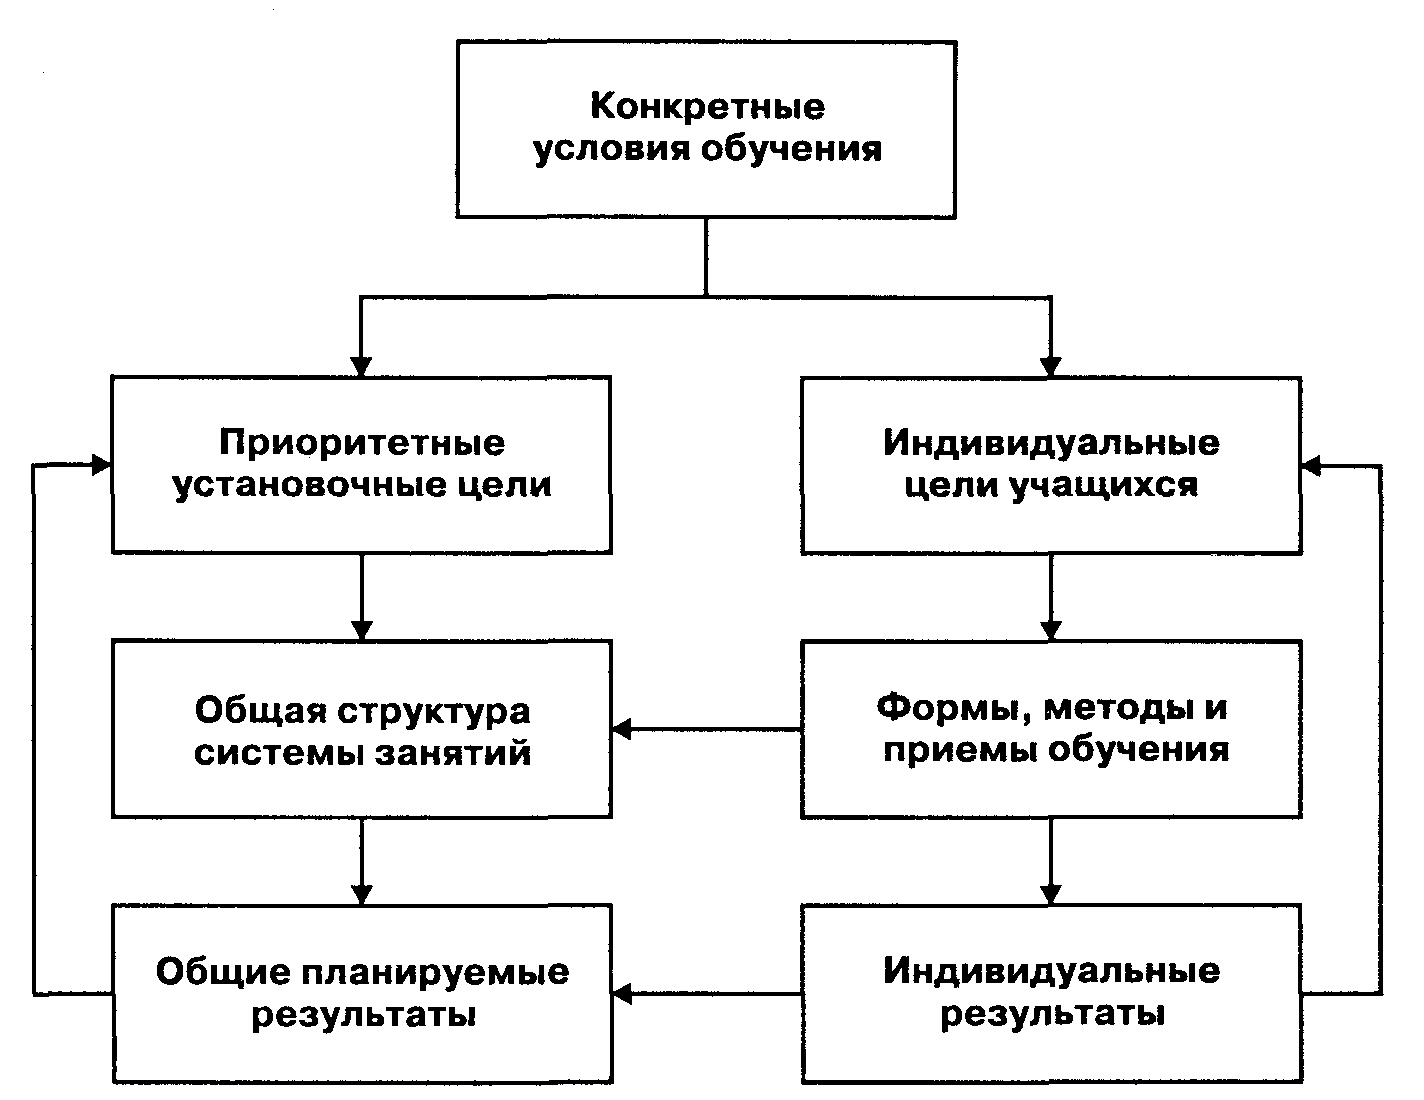 Конкретные
условия обучения
Приоритетные
установочные цели
Индивидуальные
цели учащихся
Общая структура
системы занятий
Формы, методы и
приемы обучения
Общие планируемые
результаты
Индивидуальные
результаты